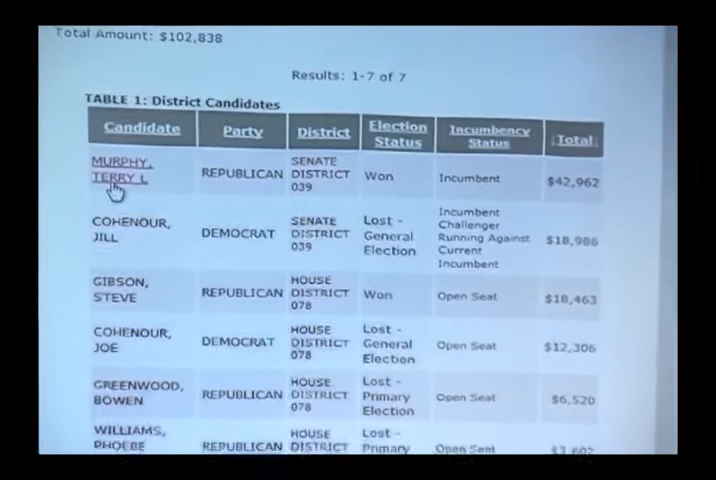 Total Amount: $102,838
Results: 1-7 of 7
TABLE 1: District Candidates
Candidate Party District Election Status Incumbency Status Total
MURPHY, TERRY L REPUBLICAN SENATE DISTRICT 039 Won Incumbent $42,962
COHENOUR, JILL DEMOCRAT SENATE DISTRICT 039 Lost - General Election Incumbent Challenger Running Against Current Incumbent $18,986
GIBSON, STEVE REPUBLICAN HOUSE DISTRICT 078 Won Open Seat $18,463
COHENOUR, JOE DEMOCRAT HOUSE DISTRICT 078 Lost - General Election Open Seat $12,306
GREENWOOD, BOWEN REPUBLICAN HOUSE DISTRICT 078 Lost - Primary Election Open Seat $6,520
WILLIAMS, PHOEBE REPUBLICAN HOUSE DISTRICT Lost - Primary Open Seat